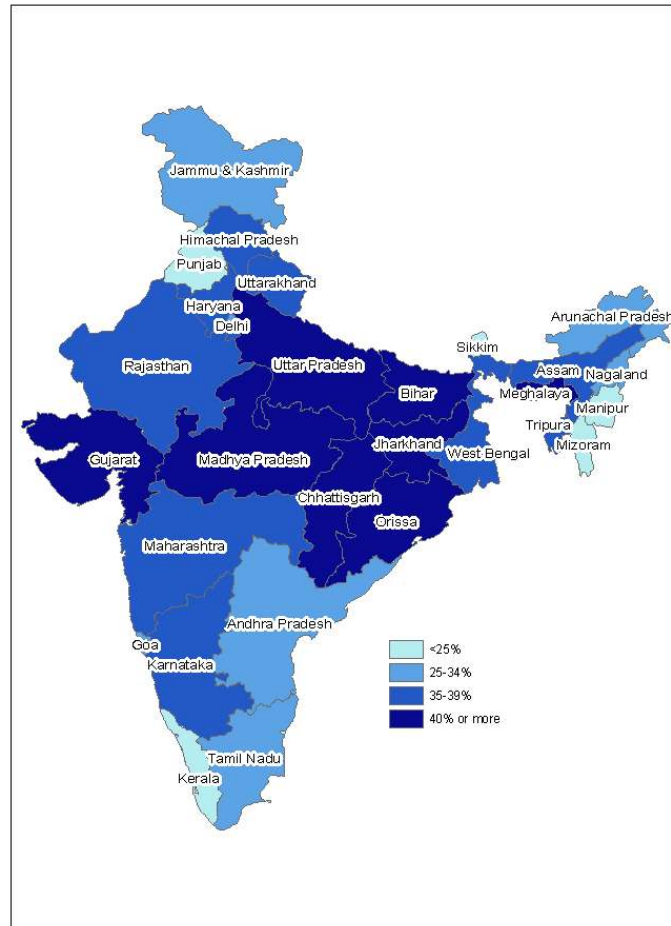 Jammu & Kashmir
Himachal Pradesh
Punjab
Uttarakhand
Haryana
Delhi
Arunachal Pradesh
Sikkim
Rajasthan
Uttar Pradesh
Assam
Nagaland
Bihar
Meghalaya
Manipur
Tripura
Jharkhand
Mizoram
West Bengal
Gujarat
Madhya Pradesh
Chhattisgarh
Orissa
Maharashtra
Andhra Pradesh
Goa
Karnataka
<25%
25-34%
35-39%
40% or more
Tamil Nadu
Kerala